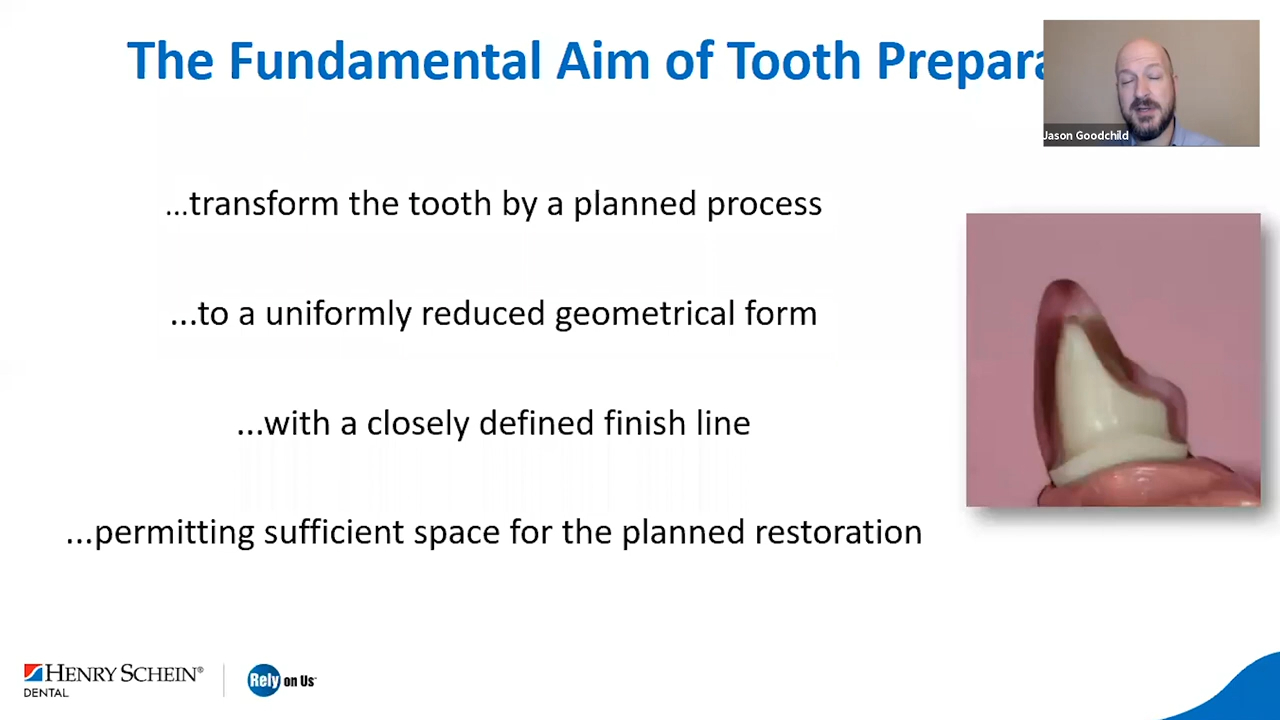 The Fundamental Aim of Tooth Prepara
Jason Goodchild
...transform the tooth by a planned process
...to a uniformly reduced geometrical form
...with a closely defined finish line
...permitting sufficient space for the planned restoration
HENRY SCHEIN®
DENTAL
Rely on Us™